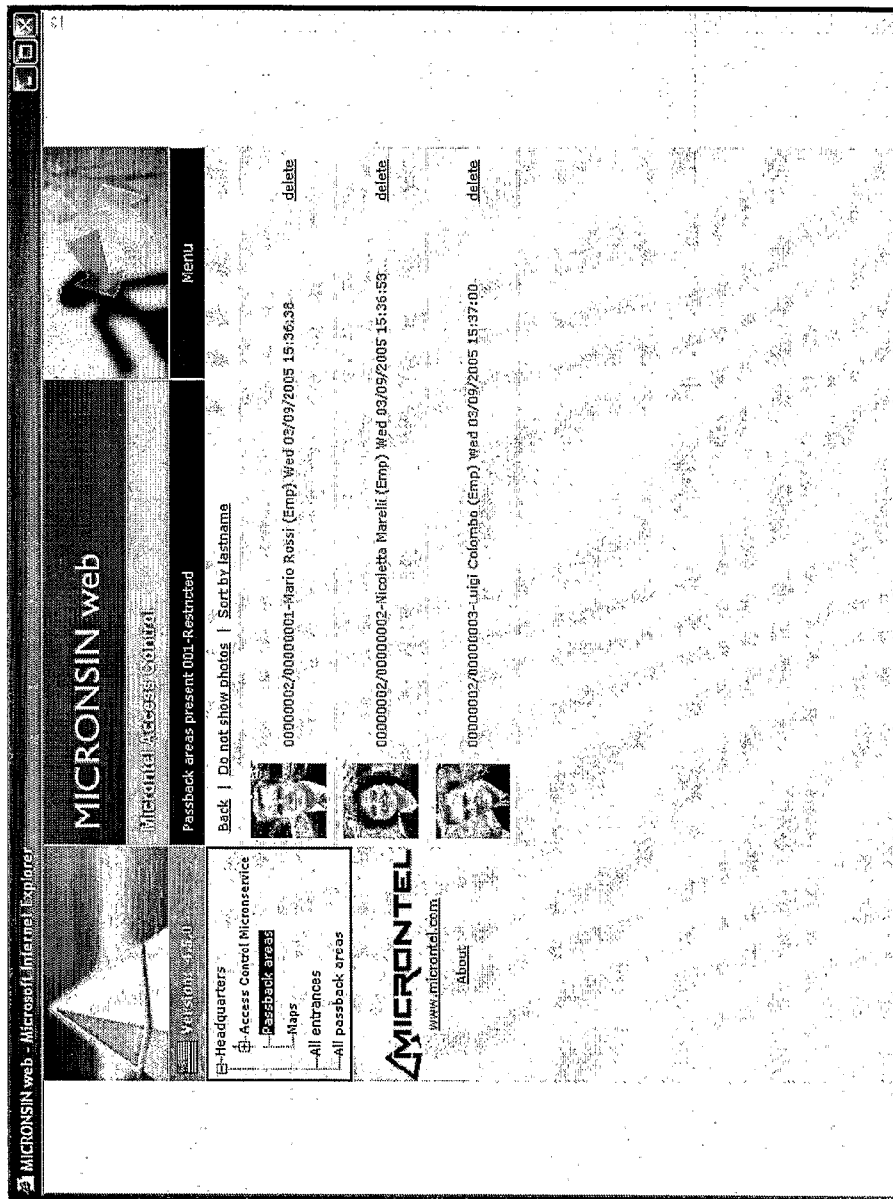 MICRONSIN web - Microsoft Internet Explorer
MICRONSIN web
Microntel Access Control
Passback areas present 001-Restricted
Menu
Back | Do not show photos | Sort by lastname
Headquarters
Access Control Micronservice
Passback areas
Maps
All entrances
All passback areas
00000002/00000001-Mario Rossi (Emp) Wed 03/09/2005 15:36:38
delete
00000002/00000002-Nicoletta Marelli (Emp) Wed 03/09/2005 15:36:53
delete
00000002/00000003-Luigi Colombo (Emp) Wed 03/09/2005 15:37:00
delete
MICRONTEL
www.microntel.com
About